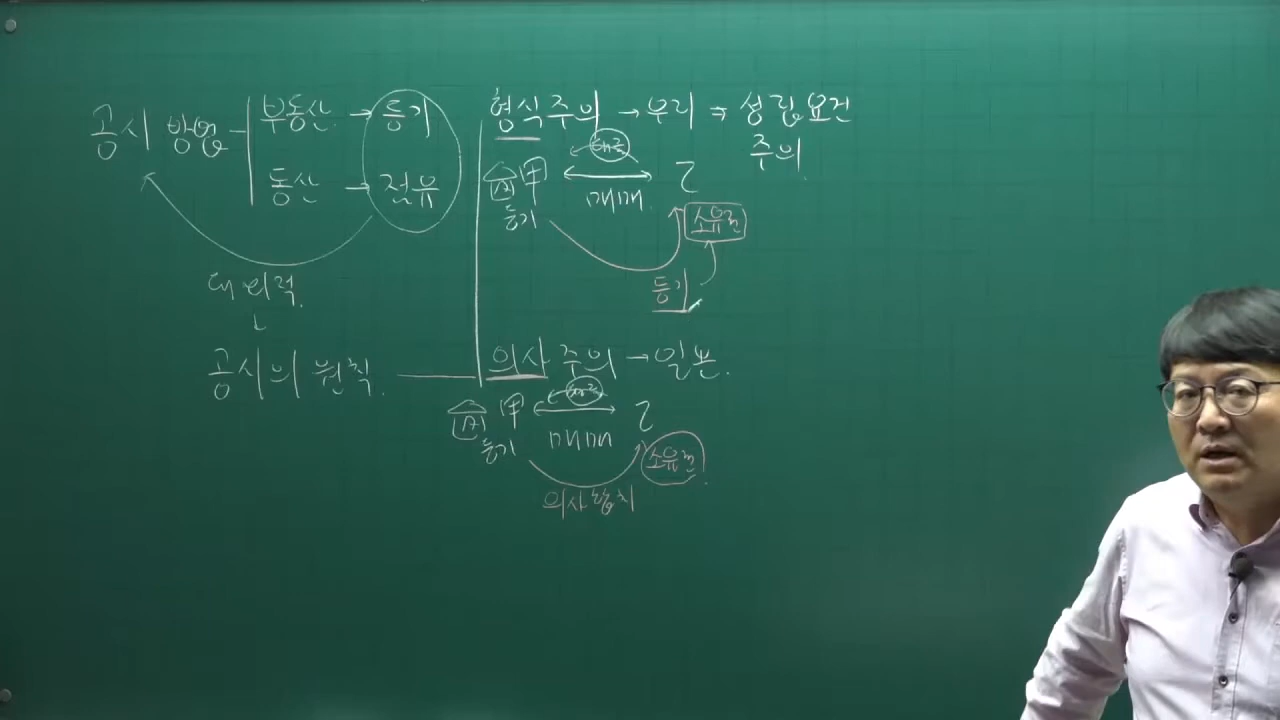 공시 방법
부동산 → 등기
동산 → 점유
대외적
공시의 원칙
형식주의 → 우리 ⇒ 성립요건
주의
甲 乙
매매
등기
소유권
등기
의사주의 → 일본.
甲 乙
매매
등기
소유권
의사합치